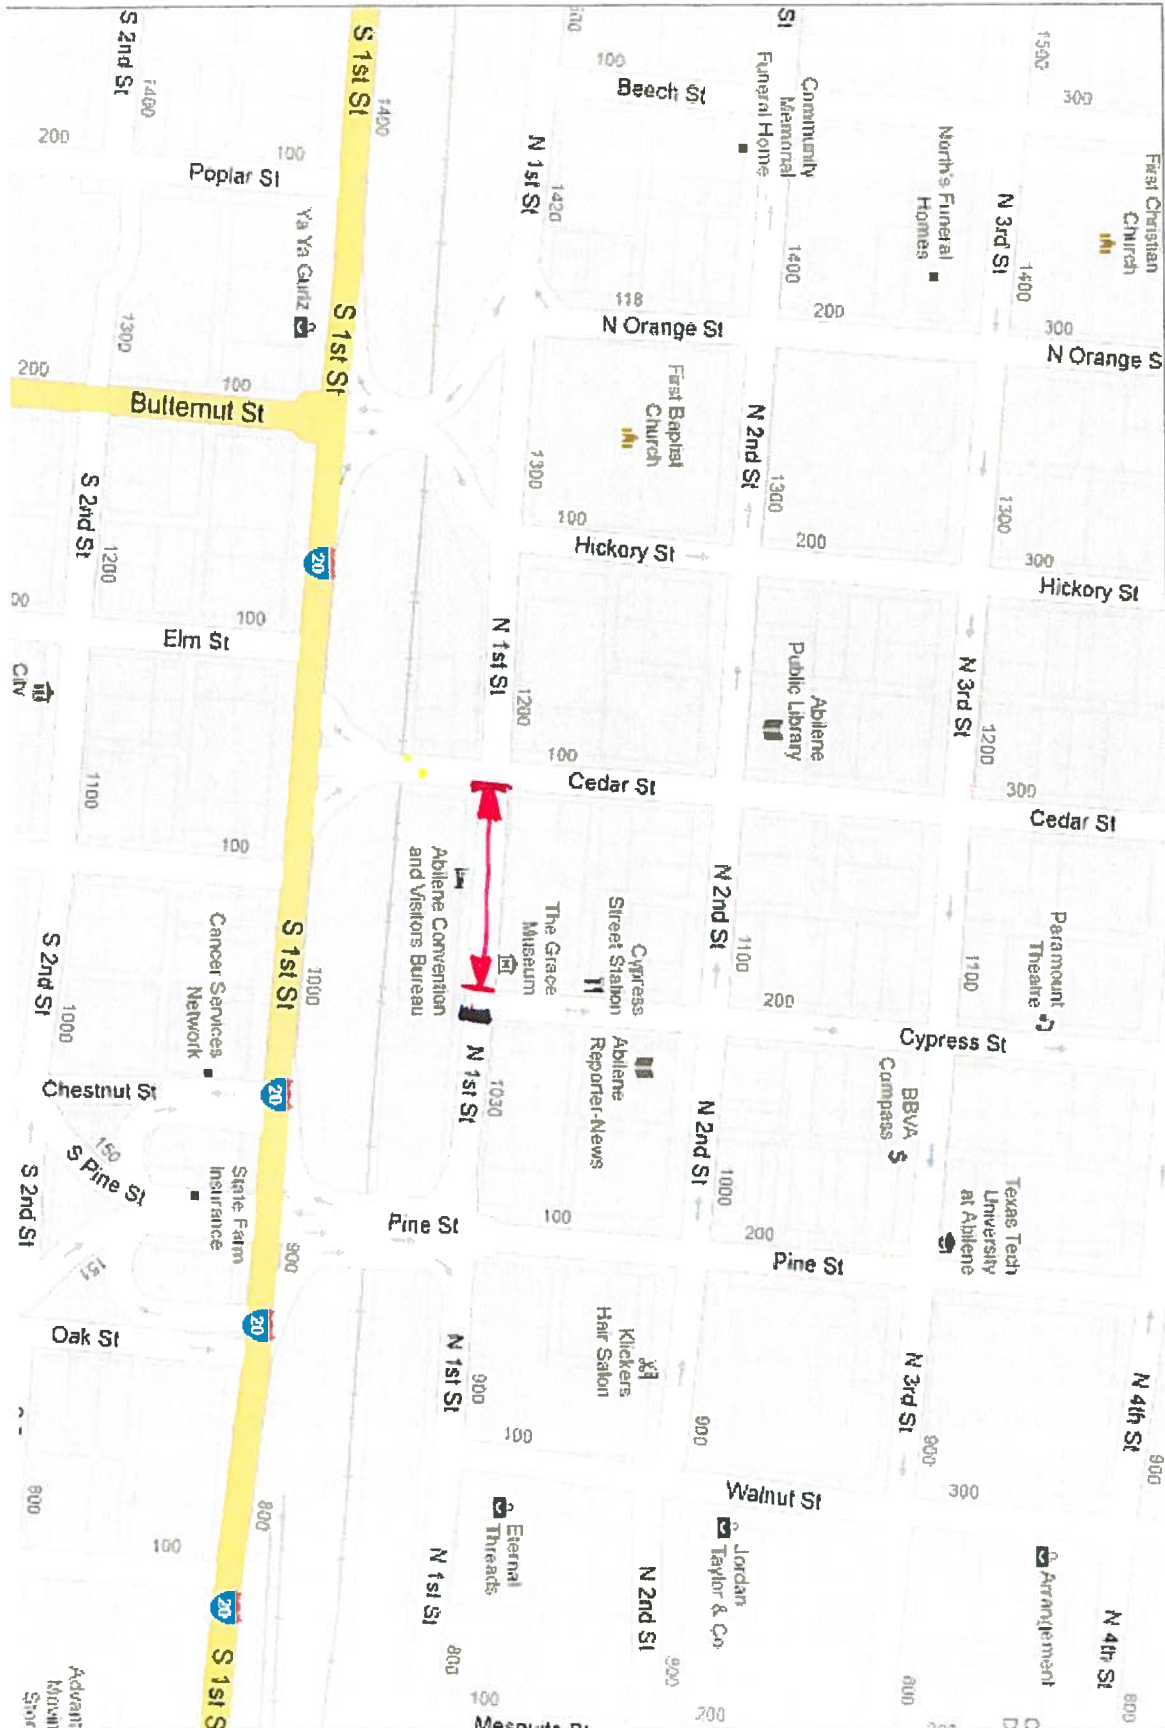 S 2nd St
1400
S 1st St
1400
100
Beech St
St
1500
300
200
100
Poplar St
N 1st St
1420
Community
Memorial
Funeral Home
North's Funeral
Homes
First Christian
Church
N 3rd St
1400
1400
Ya Ya Gurlz
118
N Orange St
200
300
N Orange S
1300
S 1st St
200
100
Butternut St
First Baptist
Church
N 2nd St
1300
1300
1300
S 2nd St
1200
20
100
Hickory St
200
300
Hickory St
100
Elm St
N 1st St
1200
Abilene
Public Library
N 3rd St
1200
City
100
Cedar St
300
Cedar St
1100
100
Abilene Convention
and Visitors Bureau
The Grace
Museum
Cypress
Street Station
N 2nd St
1100
1100
Paramount
Theatre
S 2nd St
1000
Cancer Services
Network
S 1st St
1000
200
Cypress St
N 1st St
1030
Abilene
Reporter-News
BBVA
Compass
Chestnut St
20
N 2nd St
1000
150
S Pine St
S 2nd St
State Farm
Insurance
Pine St
100
200
Pine St
Texas Tech
University
at Abilene
151
900
Oak St
20
N 1st St
900
Klickers
Hair Salon
N 3rd St
900
N 4th St
900
100
900
Walnut St
300
800
100
800
Eternal
Threads
Jordan
Taylor & Co
Arrangement
20
S 1st S
N 1st St
800
N 2nd St
800
800
N 4th St
800
100
200